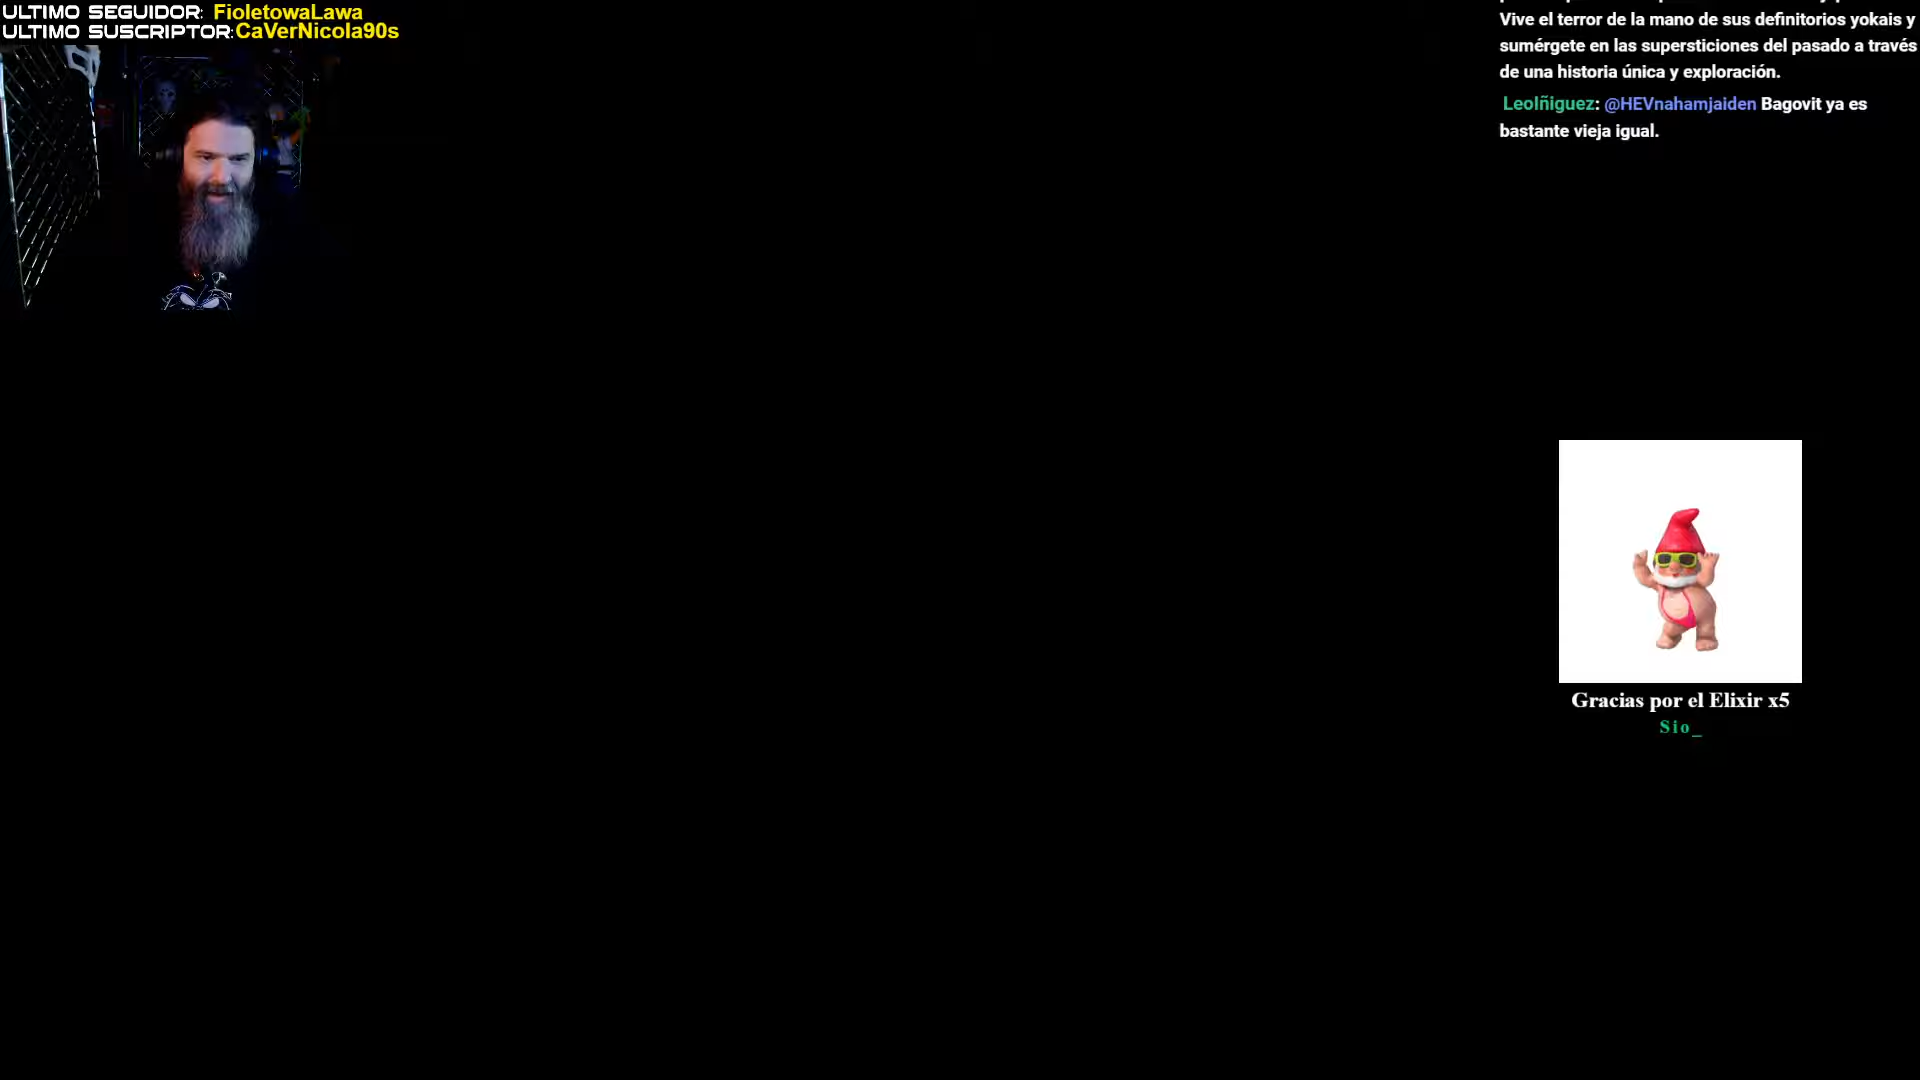 ULTIMO SEGUIDOR: FioletowaLawa
ULTIMO SUSCRIPTOR:CaVerNicola90s
Vive el terror de la mano de sus definitorios yokais y
sumérgete en las supersticiones del pasado a través
de una historia única y exploración.
Leolñiguez: @HEVnahamjaiden Bagovit ya es
bastante vieja igual.
Gracias por el Elixir x5
Sio_